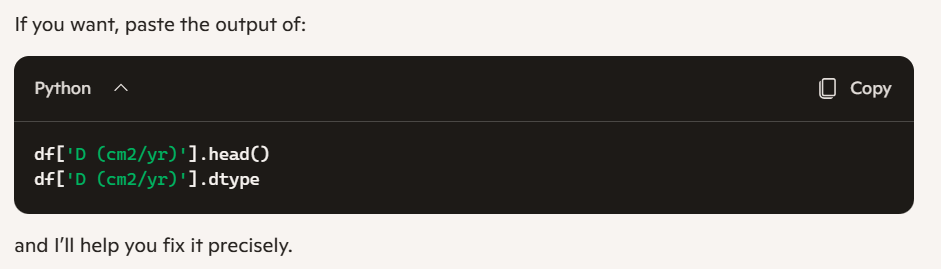 If you want, paste the output of:
Python
Copy
df['D (cm2/yr)'].head()
df['D (cm2/yr)'].dtype
and I’ll help you fix it precisely.